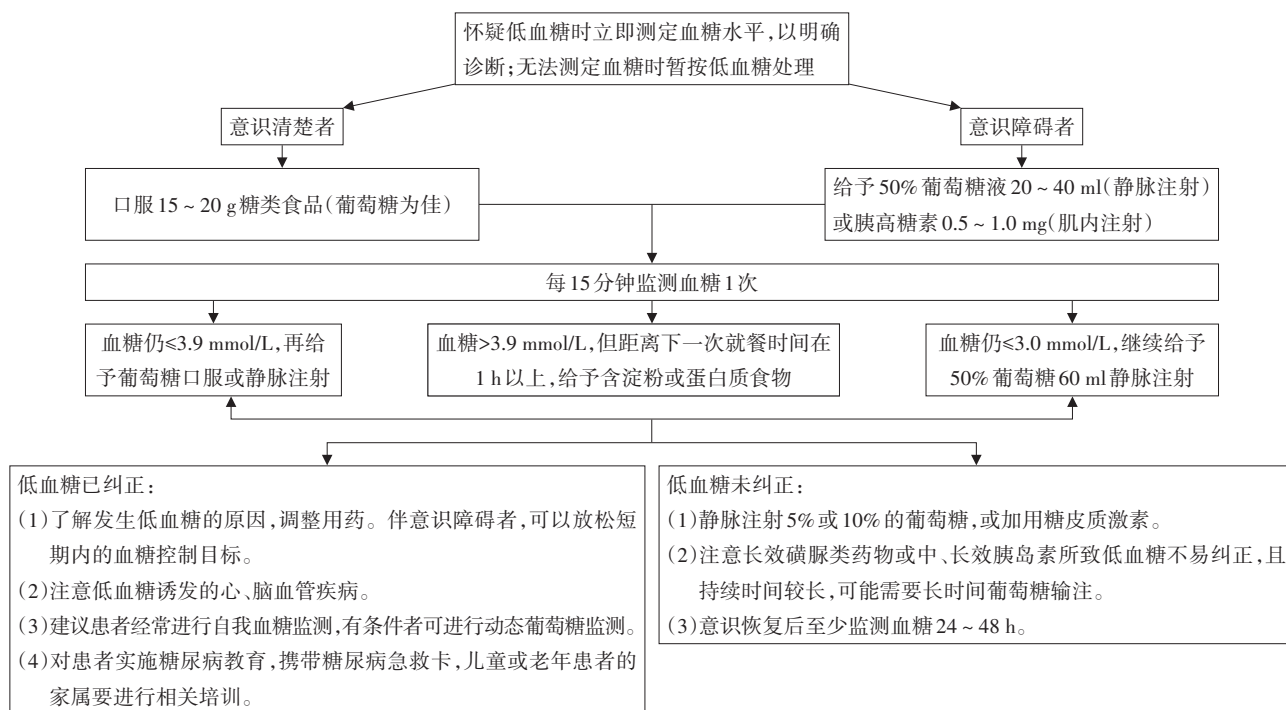 怀疑低血糖时立即测定血糖水平,以明确
诊断;无法测定血糖时暂按低血糖处理
意识清楚者
意识障碍者
口服15~20 g糖类食品(葡萄糖为佳)
给予50%葡萄糖液20~40 ml(静脉注射)
或胰高糖素0.5~1.0 mg(肌内注射)
每15分钟监测血糖1次
血糖仍≤3.9 mmol/L,再给
予葡萄糖口服或静脉注射
血糖>3.9 mmol/L,但距离下一次就餐时间在
1 h以上,给予含淀粉或蛋白质食物
血糖仍≤3.0 mmol/L,继续给予
50%葡萄糖60 ml静脉注射
低血糖已纠正:
(1)了解发生低血糖的原因,调整用药。伴意识障碍者,可以放松短
期内的血糖控制目标。
(2)注意低血糖诱发的心、脑血管疾病。
(3)建议患者经常进行自我血糖监测,有条件者可进行动态葡萄糖监测。
(4)对患者实施糖尿病教育,携带糖尿病急救卡,儿童或老年患者的
家属要进行相关培训。
低血糖未纠正:
(1)静脉注射5%或10%的葡萄糖,或加用糖皮质激素。
(2)注意长效磺脲类药物或中、长效胰岛素所致低血糖不易纠正,且
持续时间较长,可能需要长时间葡萄糖输注。
(3)意识恢复后至少监测血糖24~48 h。